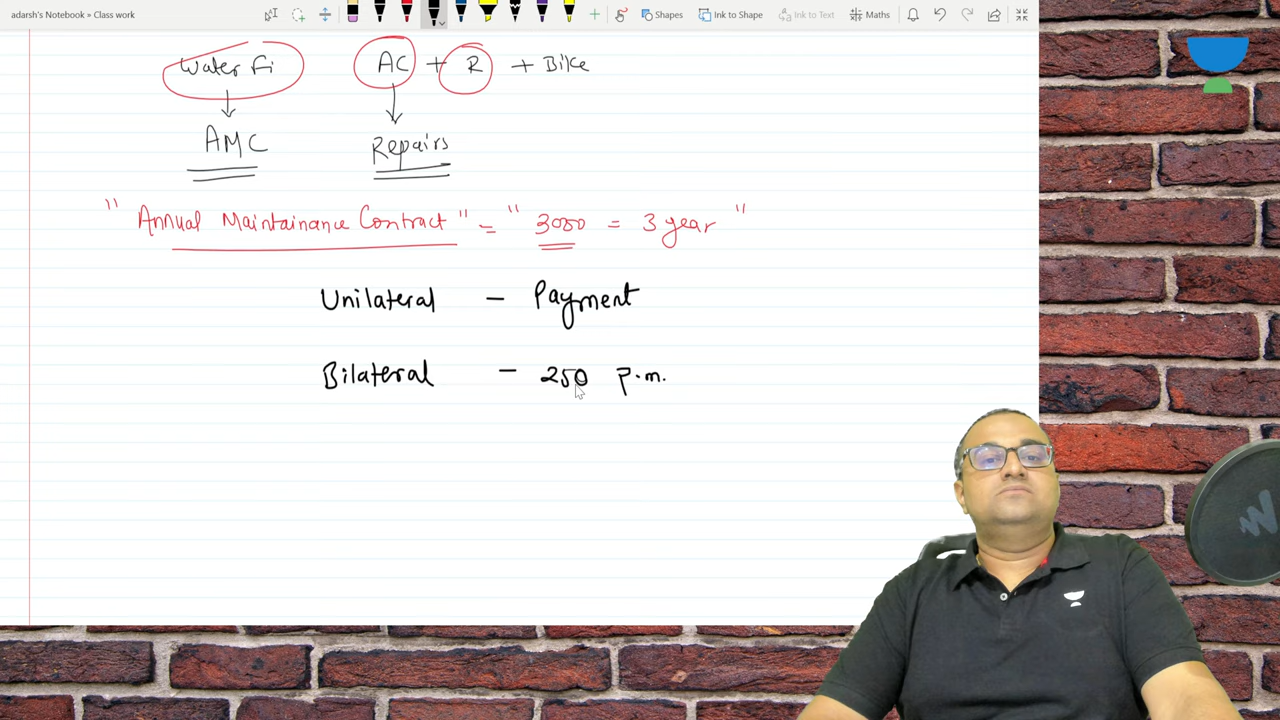 adarsh's Notebook > Class work
Shapes Ink to Shape Ink to Text Maths
Water Fi AC + R + Bike
AMC Repairs
" Annual Maintainance Contract " = " 3000 = 3 year "
Unilateral - Payment
Bilateral - 250 p.m.